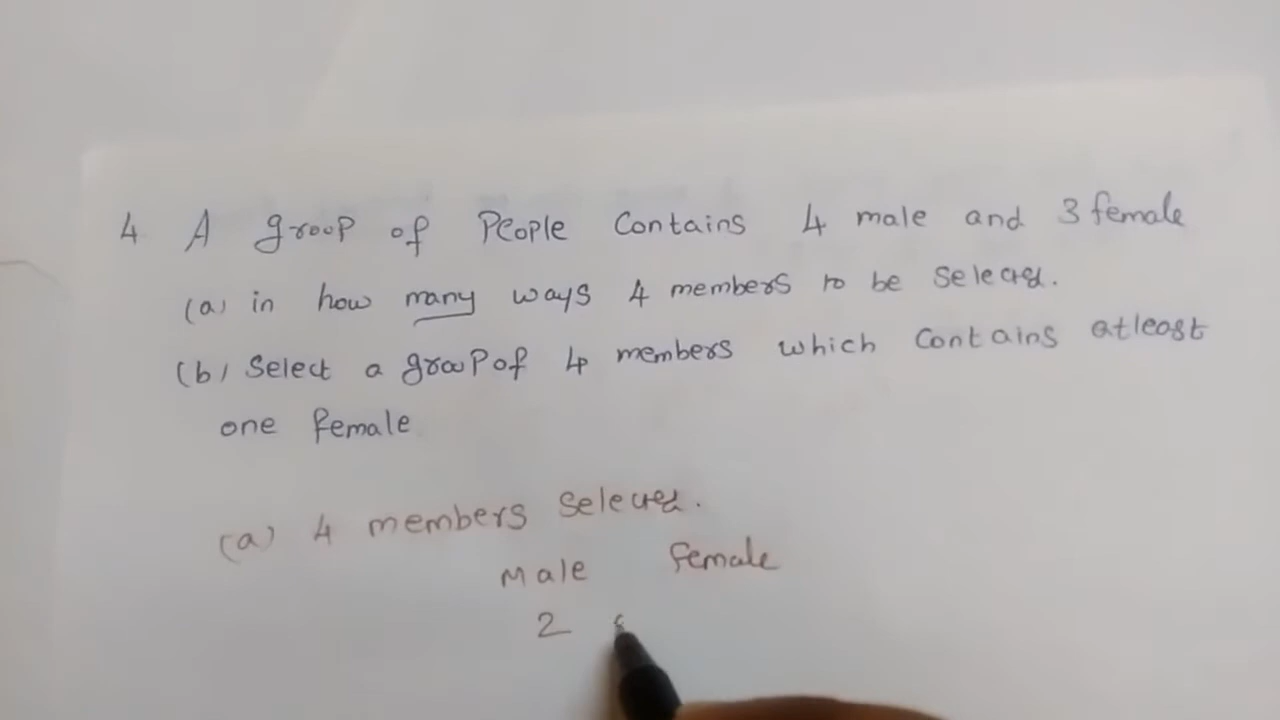 4 A group of People Contains 4 male and 3 female
(a) in how many ways 4 members to be selected.
(b) Select a group of 4 members which contains atleast
one female
(a) 4 members selected.
Male female
2